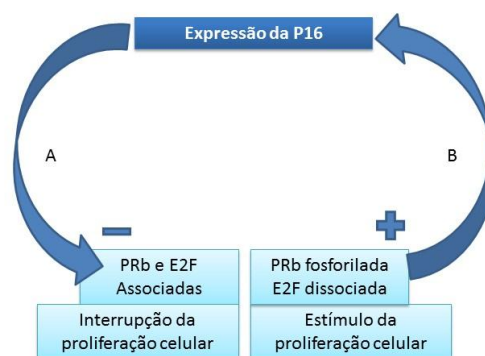 Expressão da P16
A
B
PRb e E2F
Associadas
PRb fosforilada
E2F dissociada
Interrupção da
proliferação celular
Estímulo da
proliferação celular